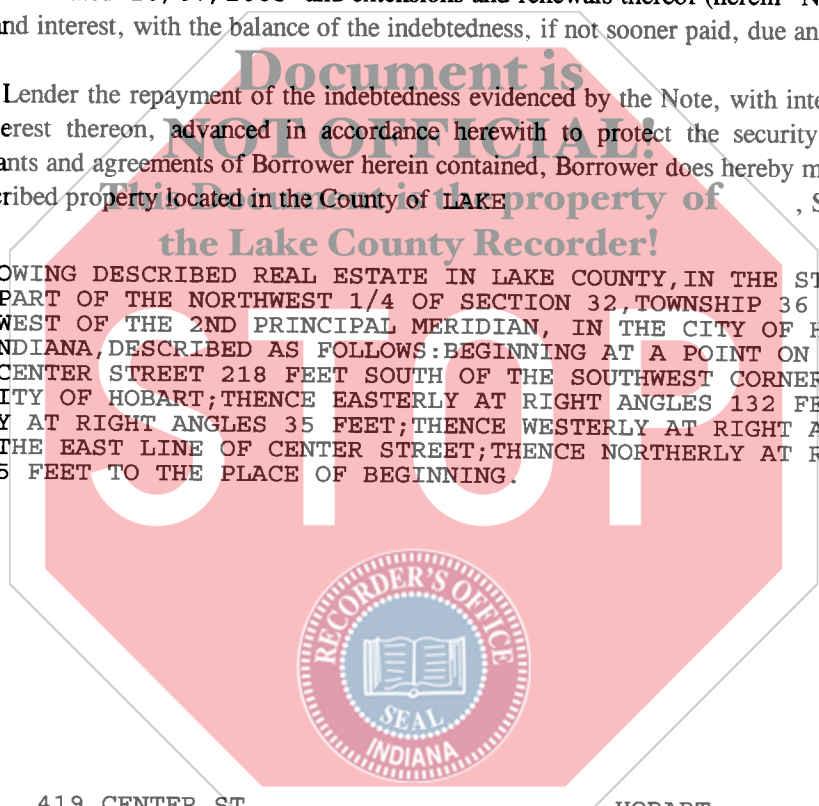 and interest, with the balance of the indebtedness, if not sooner paid, due an
Document is
Lender the repayment of the indebtedness evidenced by the Note, with inte
NOT OFFICIAL!
erest thereon, advanced in accordance herewith to protect the security
ants and agreements of Borrower herein contained, Borrower does hereby m
This Document is the property of
cribed property located in the County of LAKE , S
the Lake County Recorder!
OWING DESCRIBED REAL ESTATE IN LAKE COUNTY,IN THE ST
PART OF THE NORTHWEST 1/4 OF SECTION 32,TOWNSHIP 36
WEST OF THE 2ND PRINCIPAL MERIDIAN, IN THE CITY OF H
NDIANA,DESCRIBED AS FOLLOWS:BEGINNING AT A POINT ON
CENTER STREET 218 FEET SOUTH OF THE SOUTHWEST CORNER
ITY OF HOBART;THENCE EASTERLY AT RIGHT ANGLES 132 FE
Y AT RIGHT ANGLES 35 FEET;THENCE WESTERLY AT RIGHT A
THE EAST LINE OF CENTER STREET;THENCE NORTHERLY AT R
5 FEET TO THE PLACE OF BEGINNING.
STOP
RECORDER'S OFFICE
SEAL
INDIANA
419 CENTER ST HOBART